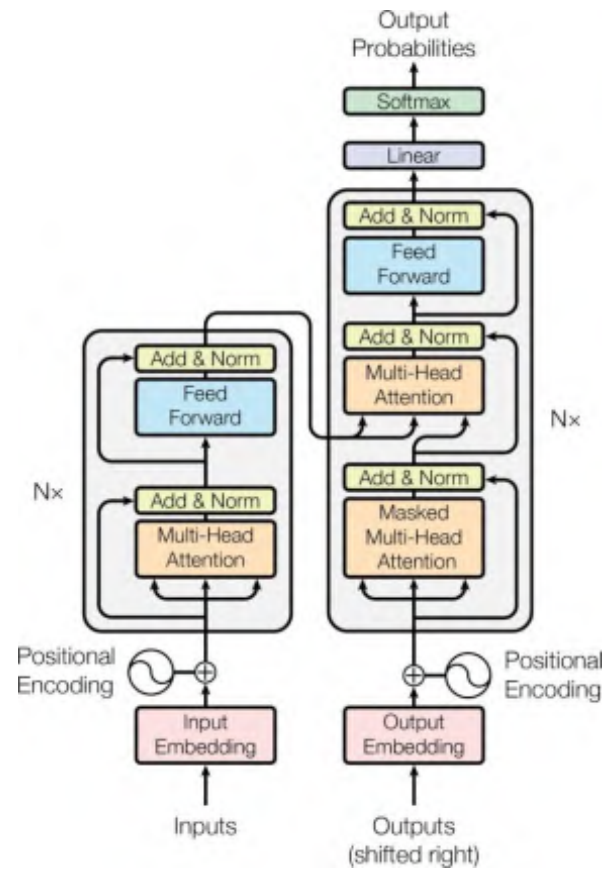 Output
Probabilities
Softmax
Linear
Add & Norm
Feed
Forward
Add & Norm
Multi-Head
Attention
Nx
Add & Norm
Masked
Multi-Head
Attention
Add & Norm
Feed
Forward
Nx
Add & Norm
Multi-Head
Attention
Positional
Encoding
Positional
Encoding
Input
Embedding
Output
Embedding
Inputs
Outputs
(shifted right)